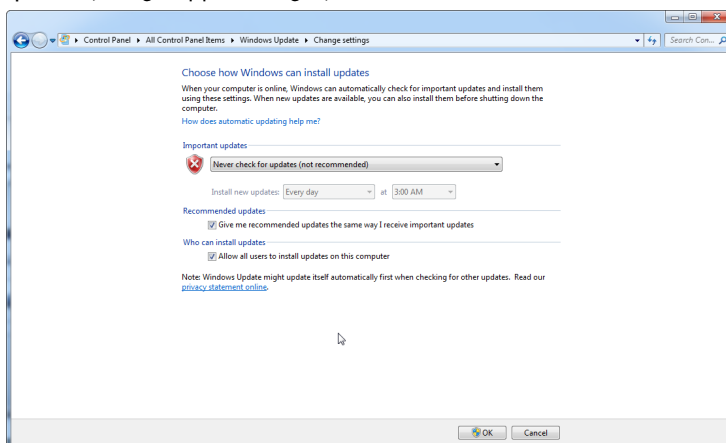 Control Panel ▸ All Control Panel Items ▸ Windows Update ▸ Change settings
Search Con...
Choose how Windows can install updates
When your computer is online, Windows can automatically check for important updates and install them
using these settings. When new updates are available, you can also install them before shutting down the
computer.
How does automatic updating help me?
Important updates
Never check for updates (not recommended)
Install new updates: Every day at 3:00 AM
Recommended updates
Give me recommended updates the same way I receive important updates
Who can install updates
Allow all users to install updates on this computer
Note: Windows Update might update itself automatically first when checking for other updates. Read our
privacy statement online.
OK Cancel